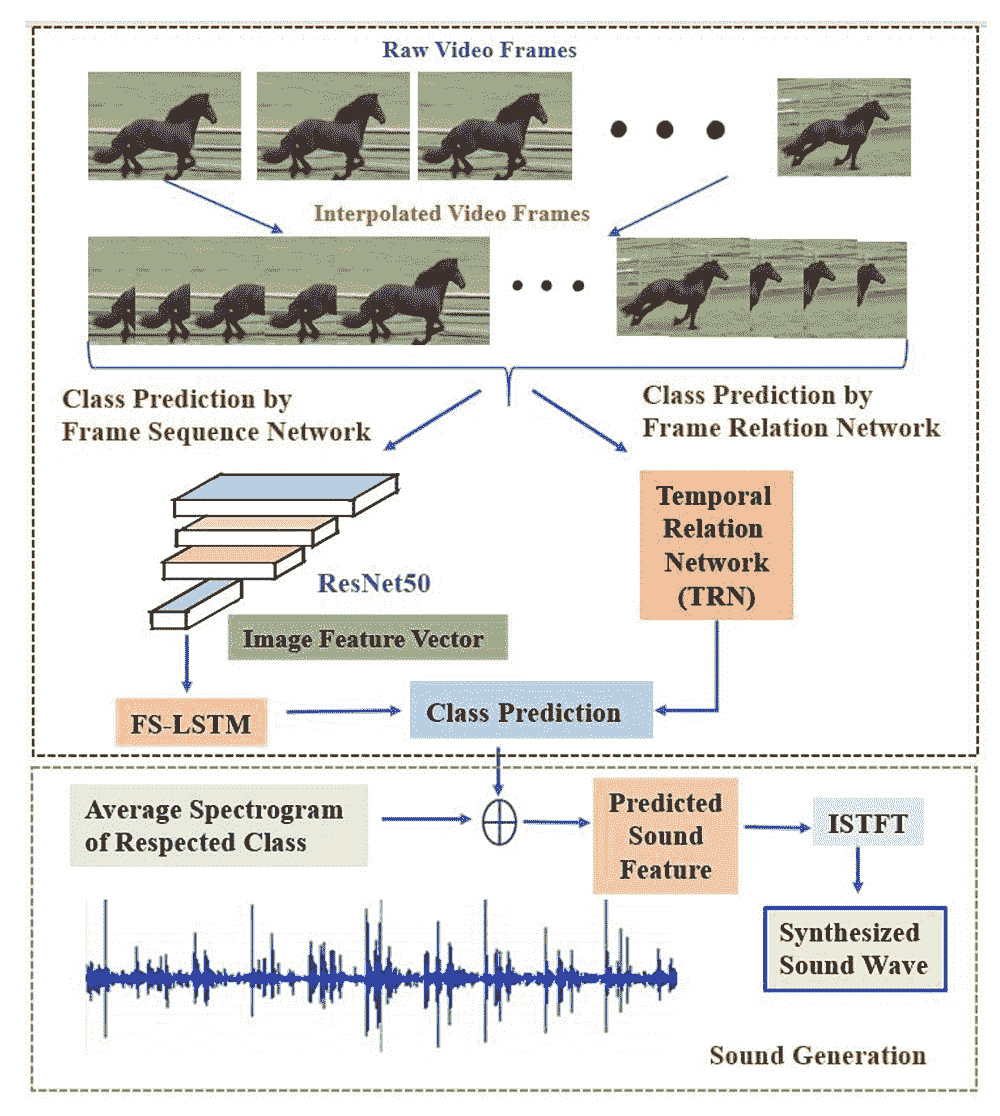 Raw Video Frames
Interpolated Video Frames
Class Prediction by
Frame Sequence Network
Class Prediction by
Frame Relation Network
Temporal
Relation
Network
(TRN)
ResNet50
Image Feature Vector
FS-LSTM
Class Prediction
Average Spectrogram
of Respected Class
Predicted
Sound
Feature
ISTFT
Synthesized
Sound Wave
Sound Generation